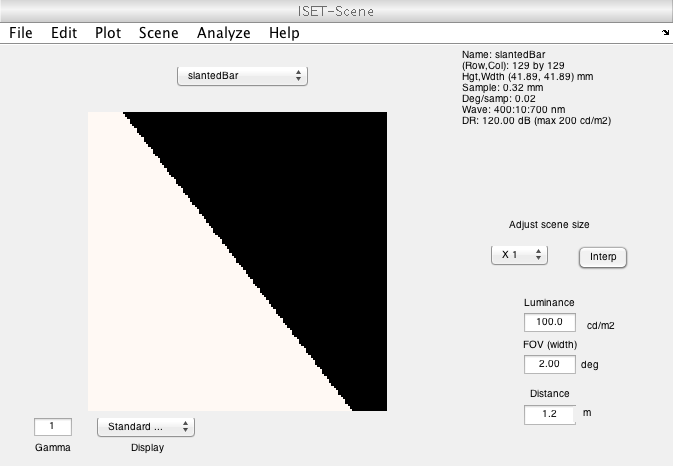 ISET-Scene
File Edit Plot Scene Analyze Help
slantedBar
Name: slantedBar
(Row,Col): 129 by 129
Hgt,Wdth (41.89, 41.89) mm
Sample: 0.32 mm
Deg/samp: 0.02
Wave: 400:10:700 nm
DR: 120.00 dB (max 200 cd/m2)
Adjust scene size
X 1 Interp
Luminance
100.0 cd/m2
FOV (width)
2.00 deg
Distance
1.2 m
1 Standard ...
Gamma Display